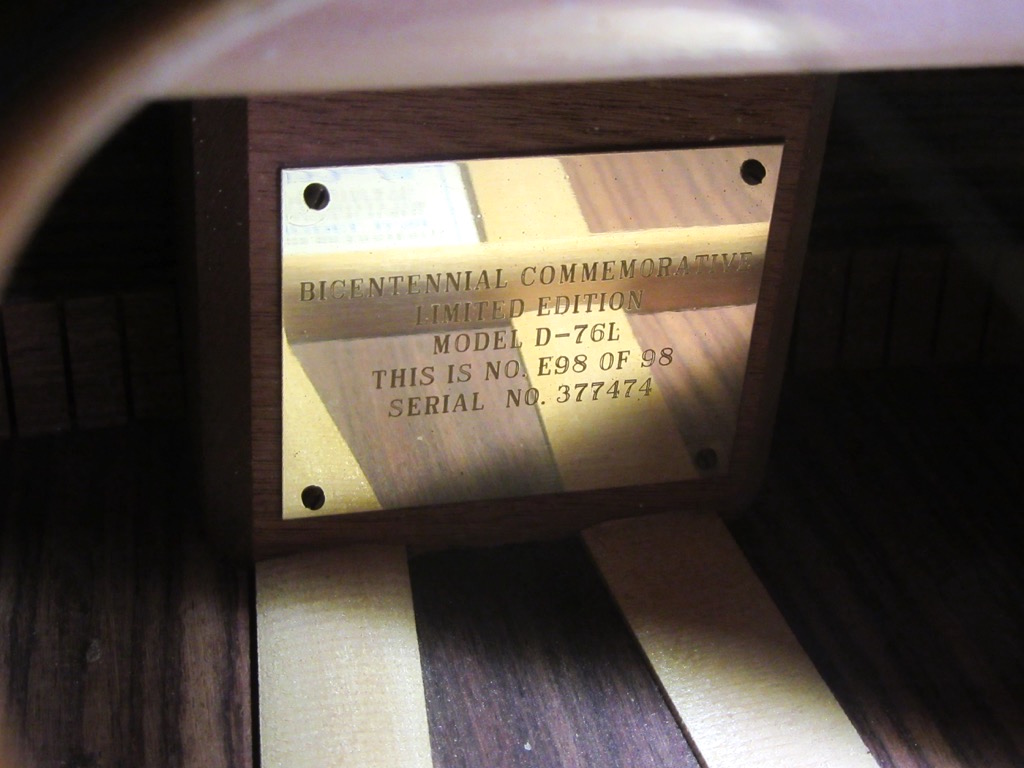 BICENTENNIAL COMMEMORATIVE
LIMITED EDITION
MODEL D-76L
THIS IS NO. E98 OF 98
SERIAL NO. 377474